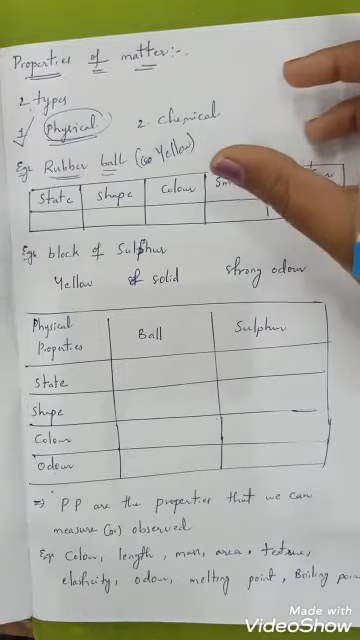 Properties of matter:-.
2 types
1. Physical 2. Chemical
Eg: Rubber ball (Yellow)
State Shape Colour
Eg: block of Sulphur
Yellow solid strong odour
Physical Properties Ball Sulphur
State
Shape
Colour
Odour
⇒ PP are the properties that we can
measure (or) observed
Eg: Colour, length, mass, area, texture,
elasticity, odour, melting point, Boiling poin
Made with
VideoShow